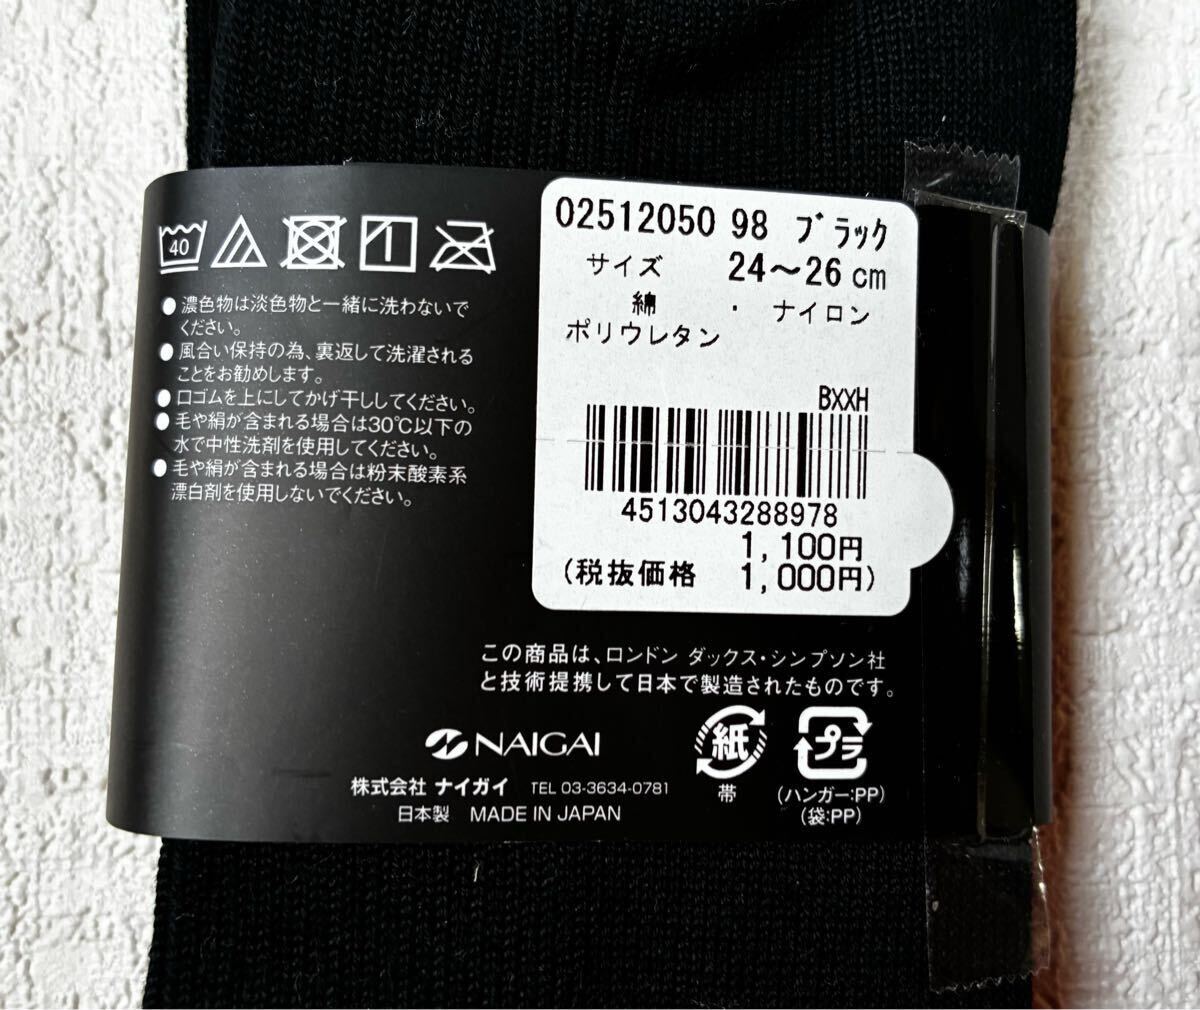 40
● 濃色物は淡色物と一緒に洗わないで
ください。
● 風合い保持の為、裏返して洗濯される
ことをお勧めします。
● 口ゴムを上にしてかげ干ししてください。
● 毛や絹が含まれる場合は30℃以下の
水で中性洗剤を使用してください。
● 毛や絹が含まれる場合は粉末酸素系
漂白剤を使用しないでください。
02512050 98 ブラック
サイズ 24～26 cm
綿 ・ ナイロン
ポリウレタン
BXXH
4513043288978
1,100円
(税抜価格 1,000円)
この商品は、ロンドン ダックス・シンプソン社
と技術提携して日本で製造されたものです。
NAIGAI
株式会社 ナイガイ TEL 03-3634-0781
日本製 MADE IN JAPAN
紙
帯
プラ
(ハンガー:PP)
(袋:PP)